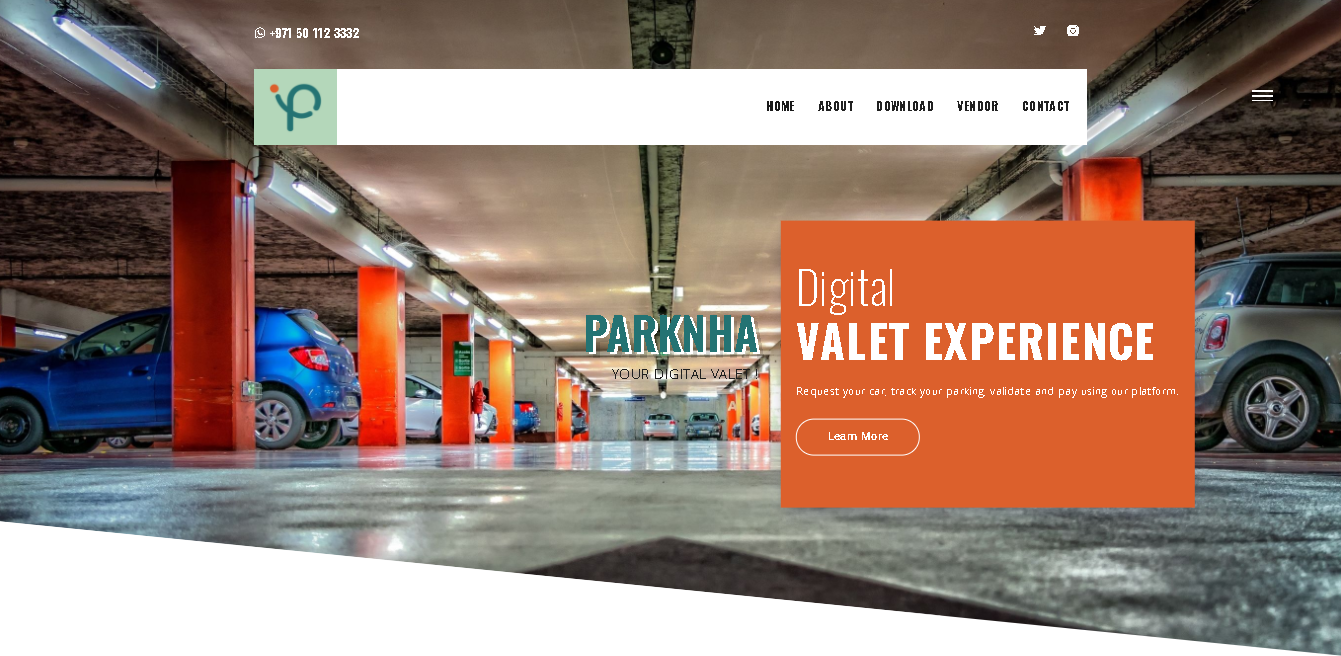 +971 50 112 3332
HOME ABOUT DOWNLOAD VENDOR CONTACT
PARKNHA
YOUR DIGITAL VALET !
Digital
VALET EXPERIENCE
Request your car, track your parking, validate and pay using our platform.
Learn More